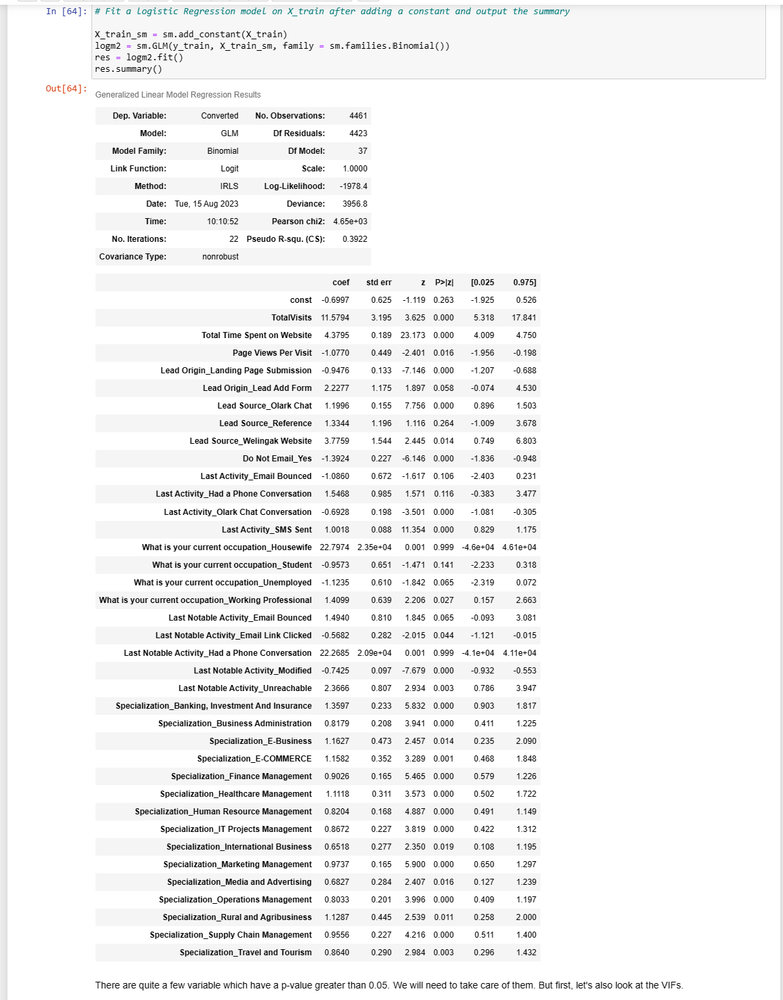 In [64]: # Fit a logistic Regression model on X_train after adding a constant and output the summary
X_train_sm = sm.add_constant(X_train)
logm2 = sm.GLM(y_train, X_train_sm, family = sm.families.Binomial())
res = logm2.fit()
res.summary()
Out[64]:
Generalized Linear Model Regression Results
Dep. Variable: Converted No. Observations: 4461
Model: GLM Df Residuals: 4423
Model Family: Binomial Df Model: 37
Link Function: Logit Scale: 1.0000
Method: IRLS Log-Likelihood: -1978.4
Date: Tue, 15 Aug 2023 Deviance: 3956.8
Time: 10:10:52 Pearson chi2: 4.65e+03
No. Iterations: 22 Pseudo R-squ. (CS): 0.3922
Covariance Type: nonrobust
coef std err z P>|z| [0.025 0.975]
const -0.6997 0.625 -1.119 0.263 -1.925 0.526
TotalVisits 11.5794 3.195 3.625 0.000 5.318 17.841
Total Time Spent on Website 4.3795 0.189 23.173 0.000 4.009 4.750
Page Views Per Visit -1.0770 0.449 -2.401 0.016 -1.956 -0.198
Lead Origin_Landing Page Submission -0.9476 0.133 -7.146 0.000 -1.207 -0.688
Lead Origin_Lead Add Form 2.2277 1.175 1.897 0.058 -0.074 4.530
Lead Source_Olark Chat 1.1996 0.155 7.756 0.000 0.896 1.503
Lead Source_Reference 1.3344 1.196 1.116 0.264 -1.009 3.678
Lead Source_Welingak Website 3.7759 1.544 2.445 0.014 0.749 6.803
Do Not Email_Yes -1.3924 0.227 -6.146 0.000 -1.836 -0.948
Last Activity_Email Bounced -1.0860 0.672 -1.617 0.106 -2.403 0.231
Last Activity_Had a Phone Conversation 1.5468 0.985 1.571 0.116 -0.383 3.477
Last Activity_Olark Chat Conversation -0.6928 0.198 -3.501 0.000 -1.081 -0.305
Last Activity_SMS Sent 1.0018 0.088 11.354 0.000 0.829 1.175
What is your current occupation_Housewife 22.7974 2.35e+04 0.001 0.999 -4.6e+04 4.61e+04
What is your current occupation_Student -0.9573 0.651 -1.471 0.141 -2.233 0.318
What is your current occupation_Unemployed -1.1235 0.610 -1.842 0.065 -2.319 0.072
What is your current occupation_Working Professional 1.4099 0.639 2.206 0.027 0.157 2.663
Last Notable Activity_Email Bounced 1.4940 0.810 1.845 0.065 -0.093 3.081
Last Notable Activity_Email Link Clicked -0.5682 0.282 -2.015 0.044 -1.121 -0.015
Last Notable Activity_Had a Phone Conversation 22.2685 2.09e+04 0.001 0.999 -4.1e+04 4.11e+04
Last Notable Activity_Modified -0.7425 0.097 -7.679 0.000 -0.932 -0.553
Last Notable Activity_Unreachable 2.3666 0.807 2.934 0.003 0.786 3.947
Specialization_Banking, Investment And Insurance 1.3597 0.233 5.832 0.000 0.903 1.817
Specialization_Business Administration 0.8179 0.208 3.941 0.000 0.411 1.225
Specialization_E-Business 1.1627 0.473 2.457 0.014 0.235 2.090
Specialization_E-COMMERCE 1.1582 0.352 3.289 0.001 0.468 1.848
Specialization_Finance Management 0.9026 0.165 5.465 0.000 0.579 1.226
Specialization_Healthcare Management 1.1118 0.311 3.573 0.000 0.502 1.722
Specialization_Human Resource Management 0.8204 0.168 4.887 0.000 0.491 1.149
Specialization_IT Projects Management 0.8672 0.227 3.819 0.000 0.422 1.312
Specialization_International Business 0.6518 0.277 2.350 0.019 0.108 1.195
Specialization_Marketing Management 0.9737 0.165 5.900 0.000 0.650 1.297
Specialization_Media and Advertising 0.6827 0.284 2.407 0.016 0.127 1.239
Specialization_Operations Management 0.8033 0.201 3.996 0.000 0.409 1.197
Specialization_Rural and Agribusiness 1.1287 0.445 2.539 0.011 0.258 2.000
Specialization_Supply Chain Management 0.9556 0.227 4.216 0.000 0.511 1.400
Specialization_Travel and Tourism 0.8640 0.290 2.984 0.003 0.296 1.432
There are quite a few variable which have a p-value greater than 0.05. We will need to take care of them. But first, let's also look at the VIFs.